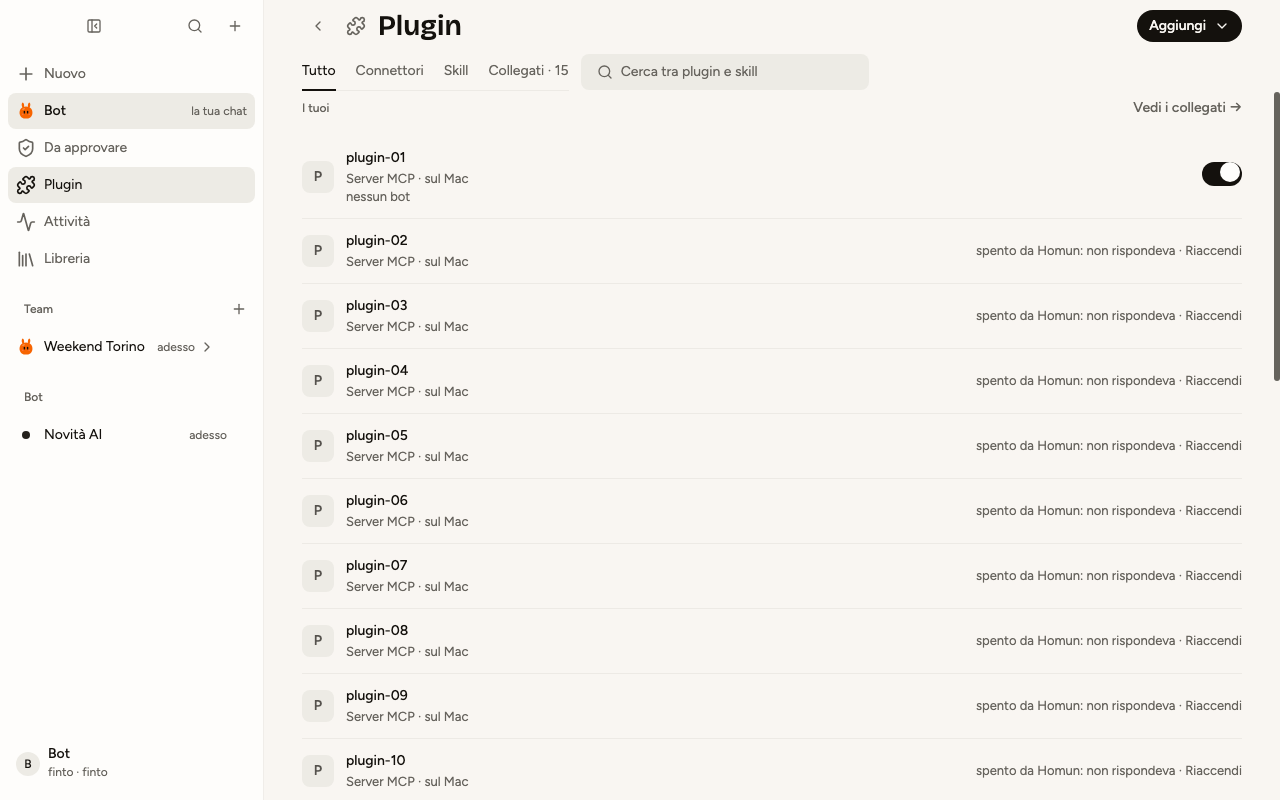 Plugin
Aggiungi
Nuovo
Bot
la tua chat
Da approvare
Plugin
Attività
Libreria
Team
Weekend Torino
adesso
Bot
Novità AI
adesso
B
Bot
finto · finto
Tutto
Connettori
Skill
Collegati · 15
Cerca tra plugin e skill
I tuoi
Vedi i collegati →
P
plugin-01
Server MCP · sul Mac
nessun bot
P
plugin-02
Server MCP · sul Mac
spento da Homun: non rispondeva · Riaccendi
P
plugin-03
Server MCP · sul Mac
spento da Homun: non rispondeva · Riaccendi
P
plugin-04
Server MCP · sul Mac
spento da Homun: non rispondeva · Riaccendi
P
plugin-05
Server MCP · sul Mac
spento da Homun: non rispondeva · Riaccendi
P
plugin-06
Server MCP · sul Mac
spento da Homun: non rispondeva · Riaccendi
P
plugin-07
Server MCP · sul Mac
spento da Homun: non rispondeva · Riaccendi
P
plugin-08
Server MCP · sul Mac
spento da Homun: non rispondeva · Riaccendi
P
plugin-09
Server MCP · sul Mac
spento da Homun: non rispondeva · Riaccendi
P
plugin-10
Server MCP · sul Mac
spento da Homun: non rispondeva · Riaccendi